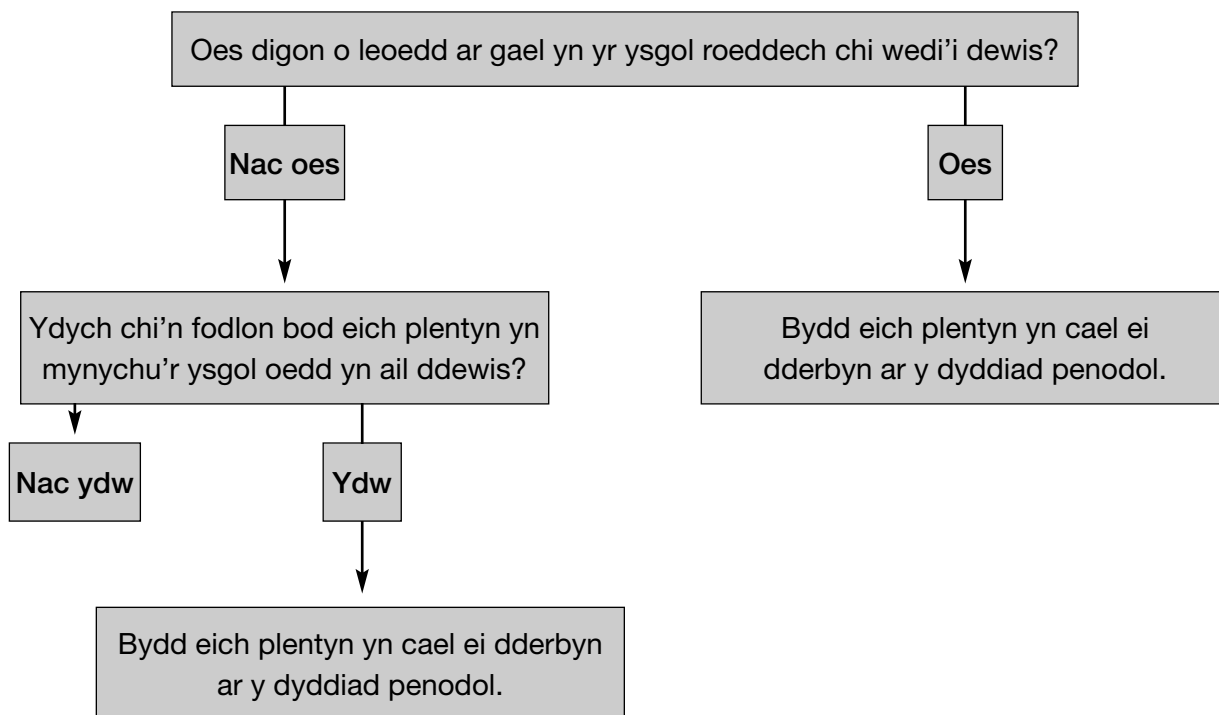 Oes digon o leoedd ar gael yn yr ysgol roeddech chi wedi’i dewis?
Nac oes
Oes
Ydych chi’n fodlon bod eich plentyn yn
mynychu’r ysgol oedd yn ail ddewis?
Bydd eich plentyn yn cael ei
dderbyn ar y dyddiad penodol.
Nac ydw
Ydw
Bydd eich plentyn yn cael ei dderbyn
ar y dyddiad penodol.